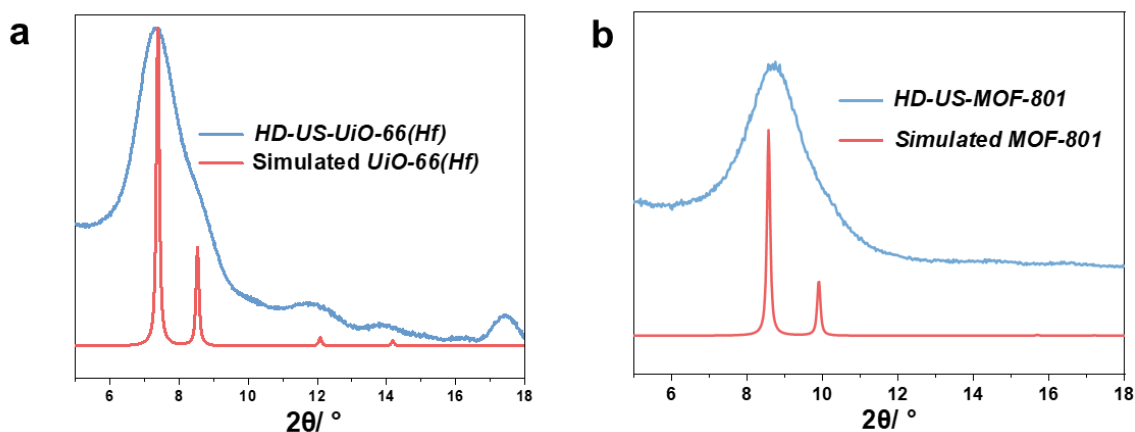 a
HD-US-UiO-66(Hf)
Simulated UiO-66(Hf)
6 8 10 12 14 16 18
2θ/ °
b
HD-US-MOF-801
Simulated MOF-801
6 8 10 12 14 16 18
2θ/ °